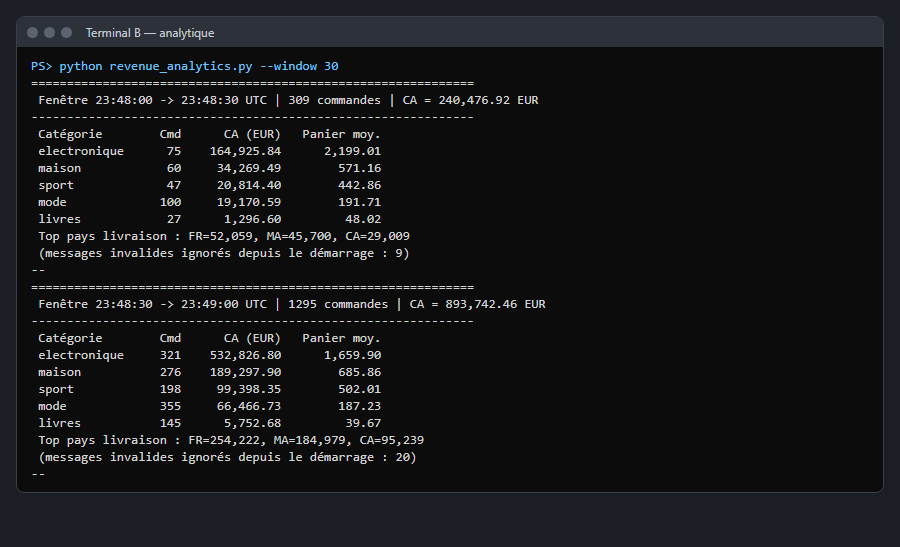 Terminal B — analytique
PS> python revenue_analytics.py --window 30
==============================================================
Fenêtre 23:48:00 -> 23:48:30 UTC | 309 commandes | CA = 240,476.92 EUR
--------------------------------------------------------------
Catégorie        Cmd      CA (EUR)   Panier moy.
electronique      75    164,925.84      2,199.01
maison            60     34,269.49        571.16
sport             47     20,814.40        442.86
mode             100     19,170.59        191.71
livres            27      1,296.60         48.02
Top pays livraison : FR=52,059, MA=45,700, CA=29,009
(messages invalides ignorés depuis le démarrage : 9)
--
==============================================================
Fenêtre 23:48:30 -> 23:49:00 UTC | 1295 commandes | CA = 893,742.46 EUR
--------------------------------------------------------------
Catégorie        Cmd      CA (EUR)   Panier moy.
electronique     321    532,826.80      1,659.90
maison           276    189,297.90        685.86
sport            198     99,398.35        502.01
mode             355     66,466.73        187.23
livres           145      5,752.68         39.67
Top pays livraison : FR=254,222, MA=184,979, CA=95,239
(messages invalides ignorés depuis le démarrage : 20)
--